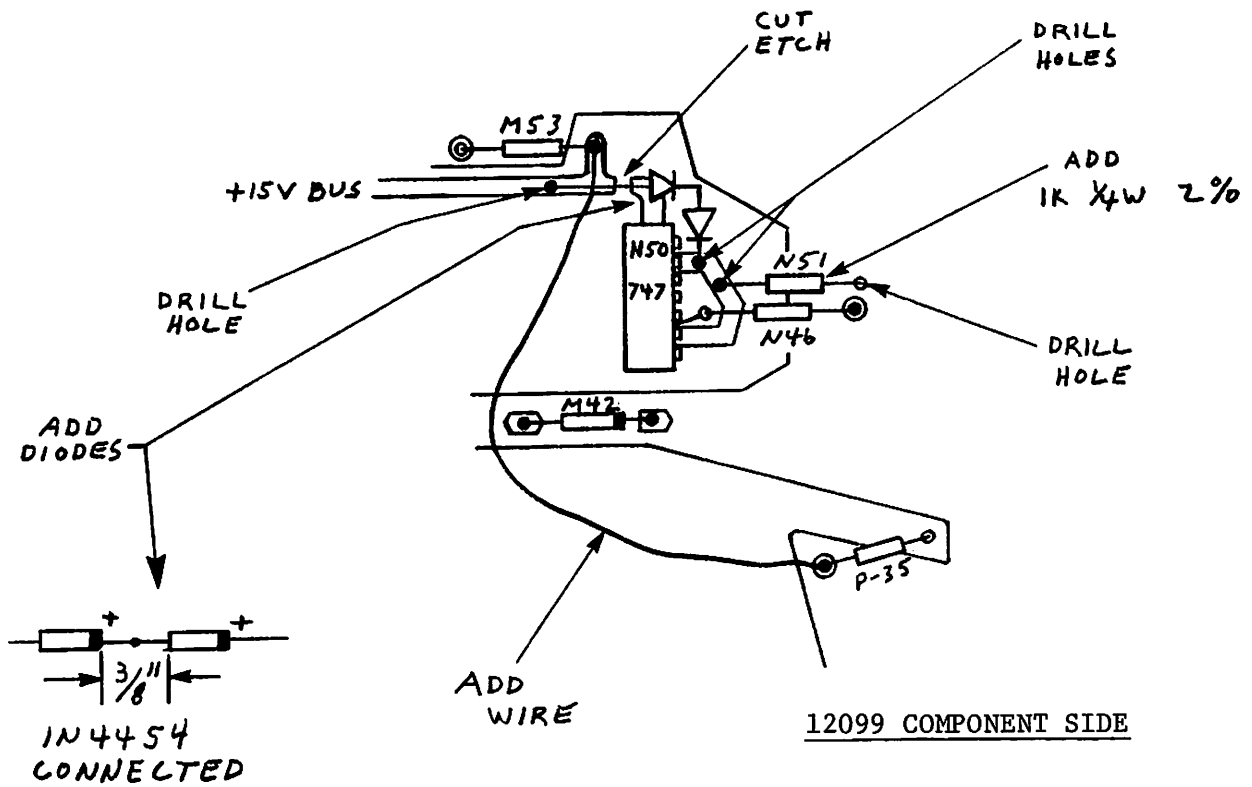 CUT
ETCH
DRILL
HOLES
M53
ADD
1K ¼W 2%
+15V BUS
N50
747
N51
N46
DRILL
HOLE
DRILL
HOLE
M42
ADD
DIODES
P-35
+
+
3/8"
ADD
WIRE
1N4454
CONNECTED
12099 COMPONENT SIDE